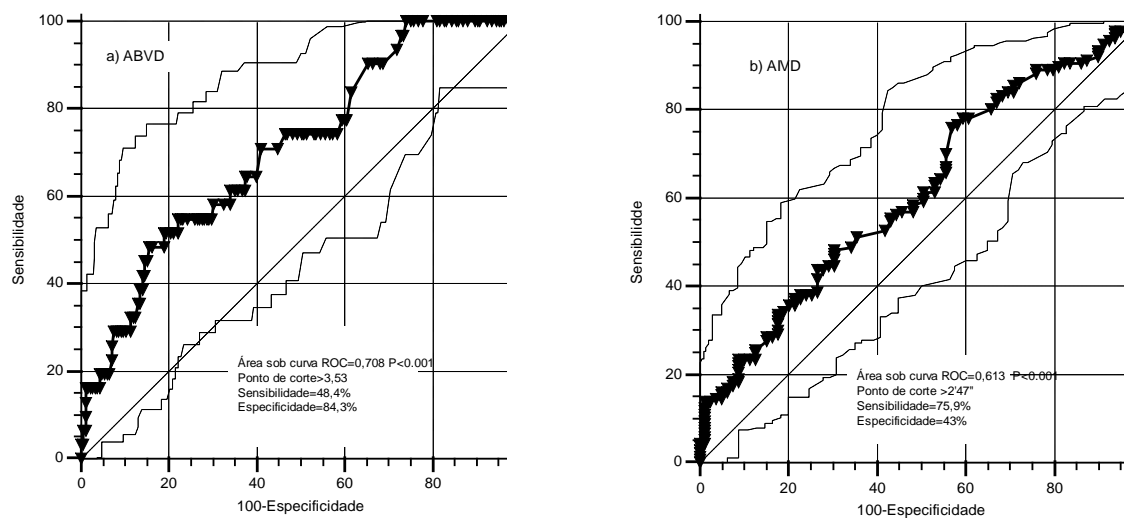 100
80
60
40
20
0
Sensibilidade
a) ABVD
Área sob curva ROC=0,708 P<0.001
Ponto de corte>3,53
Sensibilidade=48,4%
Especificidade=84,3%
0 20 40 60 80
100-Especificidade
100
80
60
40
20
0
Sensibilidde
b) AIVD
Área sob curva ROC=0,613 P<0.001
Ponto de corte >2'47"
Sensibilidade=75,9%
Especificidade=43%
0 20 40 60 80
100-Especificidade